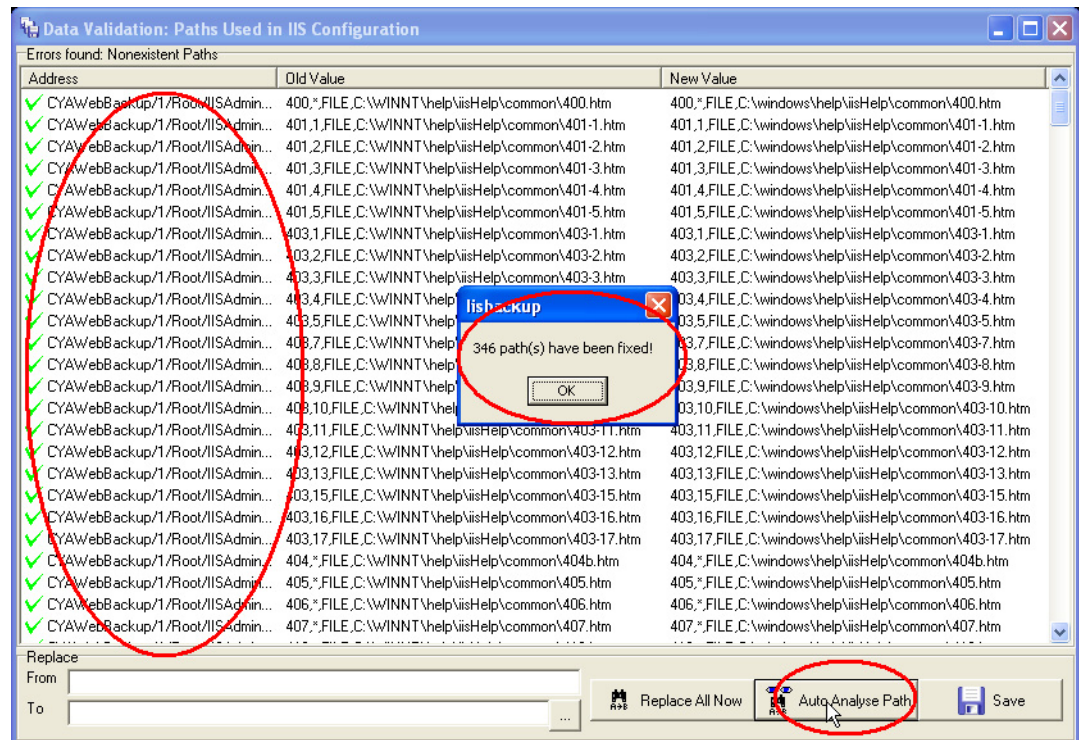 Data Validation: Paths Used in IIS Configuration
Errors found: Nonexistent Paths
Address Old Value New Value
CYAWebBackup/1/Root/IISAdmin... 400,*,FILE,C:\WINNT\help\iisHelp\common\400.htm 400,*,FILE,C:\windows\help\iisHelp\common\400.htm
CYAWebBackup/1/Root/IISAdmin... 401,1,FILE,C:\WINNT\help\iisHelp\common\401-1.htm 401,1,FILE,C:\windows\help\iisHelp\common\401-1.htm
CYAWebBackup/1/Root/IISAdmin... 401,2,FILE,C:\WINNT\help\iisHelp\common\401-2.htm 401,2,FILE,C:\windows\help\iisHelp\common\401-2.htm
CYAWebBackup/1/Root/IISAdmin... 401,3,FILE,C:\WINNT\help\iisHelp\common\401-3.htm 401,3,FILE,C:\windows\help\iisHelp\common\401-3.htm
CYAWebBackup/1/Root/IISAdmin... 401,4,FILE,C:\WINNT\help\iisHelp\common\401-4.htm 401,4,FILE,C:\windows\help\iisHelp\common\401-4.htm
CYAWebBackup/1/Root/IISAdmin... 401,5,FILE,C:\WINNT\help\iisHelp\common\401-5.htm 401,5,FILE,C:\windows\help\iisHelp\common\401-5.htm
CYAWebBackup/1/Root/IISAdmin... 403,1,FILE,C:\WINNT\help\iisHelp\common\403-1.htm 403,1,FILE,C:\windows\help\iisHelp\common\403-1.htm
CYAWebBackup/1/Root/IISAdmin... 403,2,FILE,C:\WINNT\help\iisHelp\common\403-2.htm 403,2,FILE,C:\windows\help\iisHelp\common\403-2.htm
CYAWebBackup/1/Root/IISAdmin... 403,3,FILE,C:\WINNT\help\iisHelp\common\403-3.htm 403,3,FILE,C:\windows\help\iisHelp\common\403-3.htm
CYAWebBackup/1/Root/IISAdmin... 403,4,FILE,C:\WINNT\help 03,4,FILE,C:\windows\help\iisHelp\common\403-4.htm
CYAWebBackup/1/Root/IISAdmin... 403,5,FILE,C:\WINNT\help 03,5,FILE,C:\windows\help\iisHelp\common\403-5.htm
CYAWebBackup/1/Root/IISAdmin... 403,7,FILE,C:\WINNT\help 03,7,FILE,C:\windows\help\iisHelp\common\403-7.htm
CYAWebBackup/1/Root/IISAdmin... 403,8,FILE,C:\WINNT\help 03,8,FILE,C:\windows\help\iisHelp\common\403-8.htm
CYAWebBackup/1/Root/IISAdmin... 403,9,FILE,C:\WINNT\help 03,9,FILE,C:\windows\help\iisHelp\common\403-9.htm
CYAWebBackup/1/Root/IISAdmin... 403,10,FILE,C:\WINNT\hel 03,10,FILE,C:\windows\help\iisHelp\common\403-10.htm
CYAWebBackup/1/Root/IISAdmin... 403,11,FILE,C:\WINNT\help\iisHelp\common\403-11.htm 403,11,FILE,C:\windows\help\iisHelp\common\403-11.htm
CYAWebBackup/1/Root/IISAdmin... 403,12,FILE,C:\WINNT\help\iisHelp\common\403-12.htm 403,12,FILE,C:\windows\help\iisHelp\common\403-12.htm
CYAWebBackup/1/Root/IISAdmin... 403,13,FILE,C:\WINNT\help\iisHelp\common\403-13.htm 403,13,FILE,C:\windows\help\iisHelp\common\403-13.htm
CYAWebBackup/1/Root/IISAdmin... 403,15,FILE,C:\WINNT\help\iisHelp\common\403-15.htm 403,15,FILE,C:\windows\help\iisHelp\common\403-15.htm
CYAWebBackup/1/Root/IISAdmin... 403,16,FILE,C:\WINNT\help\iisHelp\common\403-16.htm 403,16,FILE,C:\windows\help\iisHelp\common\403-16.htm
CYAWebBackup/1/Root/IISAdmin... 403,17,FILE,C:\WINNT\help\iisHelp\common\403-17.htm 403,17,FILE,C:\windows\help\iisHelp\common\403-17.htm
CYAWebBackup/1/Root/IISAdmin... 404,*,FILE,C:\WINNT\help\iisHelp\common\404b.htm 404,*,FILE,C:\windows\help\iisHelp\common\404b.htm
CYAWebBackup/1/Root/IISAdmin... 405,*,FILE,C:\WINNT\help\iisHelp\common\405.htm 405,*,FILE,C:\windows\help\iisHelp\common\405.htm
CYAWebBackup/1/Root/IISAdmin... 406,*,FILE,C:\WINNT\help\iisHelp\common\406.htm 406,*,FILE,C:\windows\help\iisHelp\common\406.htm
CYAWebBackup/1/Root/IISAdmin... 407,*,FILE,C:\WINNT\help\iisHelp\common\407.htm 407,*,FILE,C:\windows\help\iisHelp\common\407.htm
Iisbackup
346 path(s) have been fixed!
OK
Replace
From
To
...
Replace All Now Auto Analyse Path Save